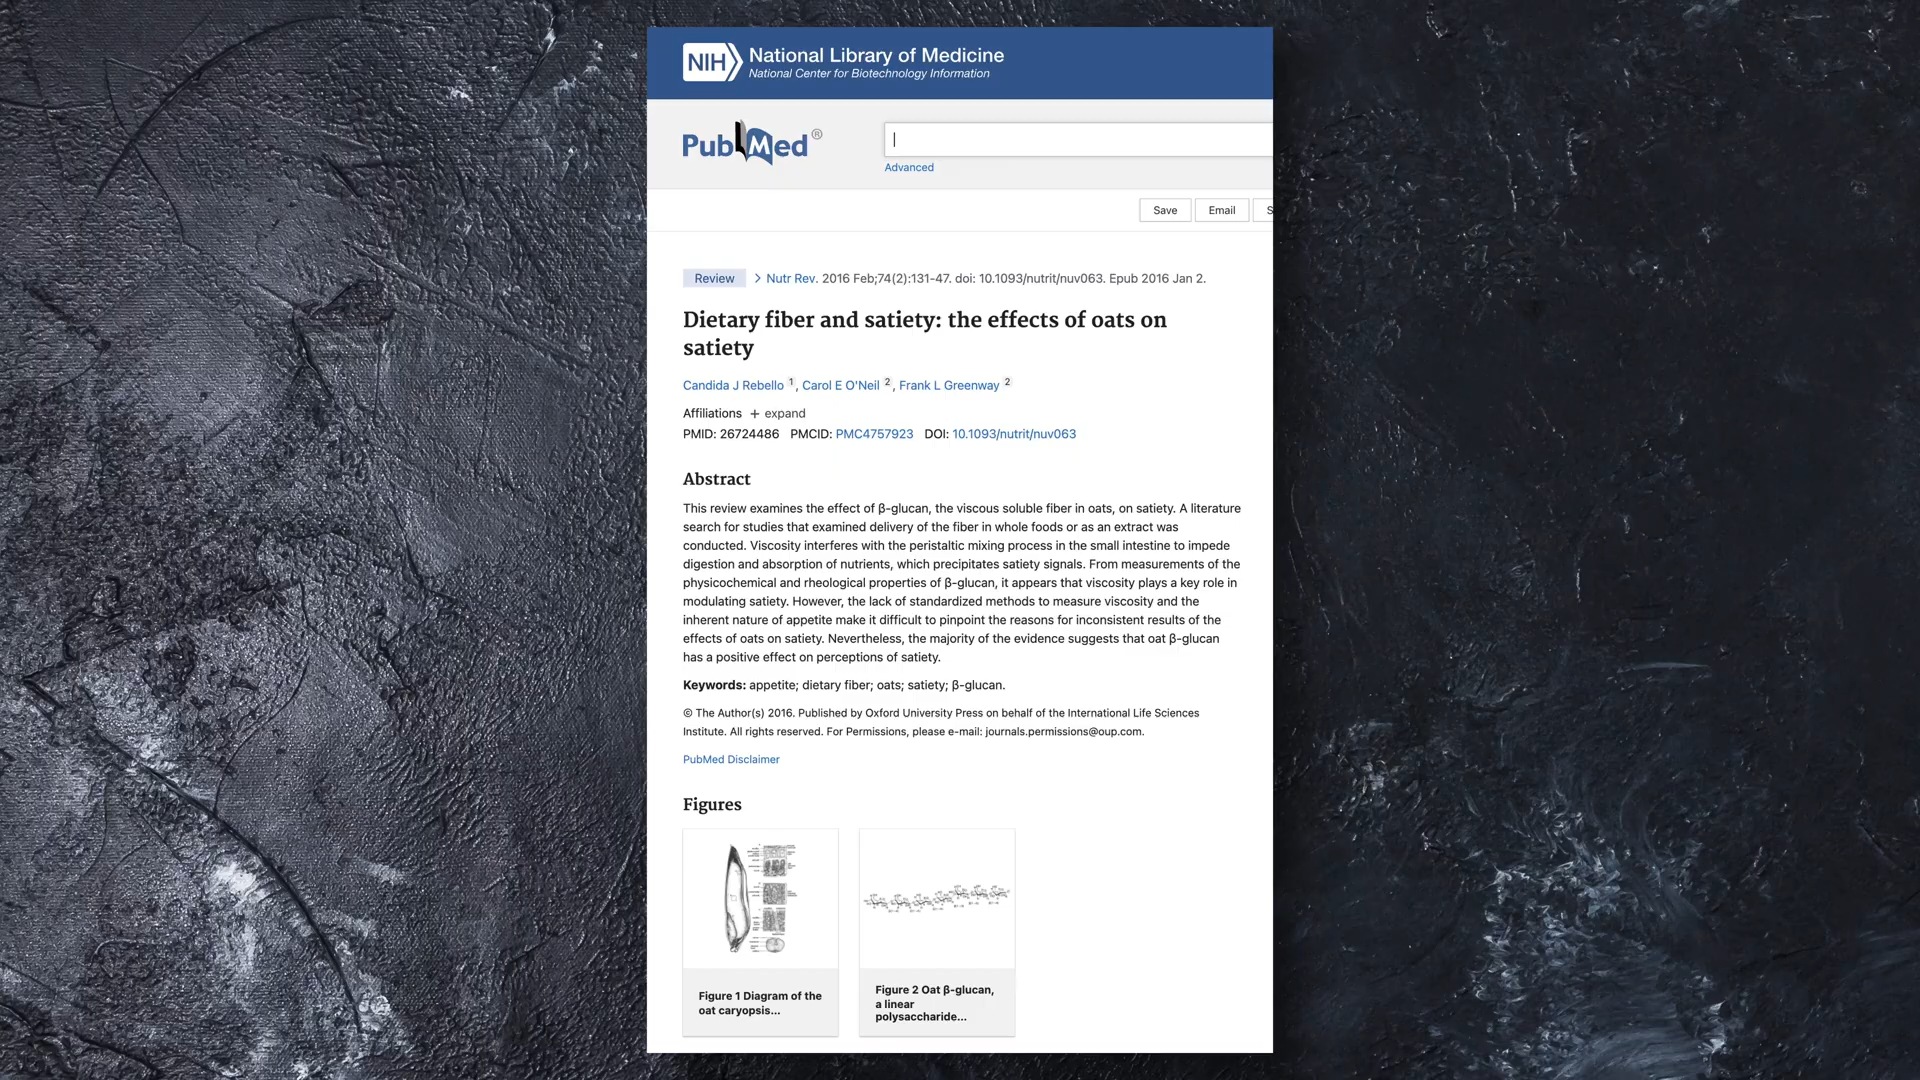 NIH National Library of Medicine
National Center for Biotechnology Information
PubMed®
Advanced
Save Email
Review > Nutr Rev. 2016 Feb;74(2):131-47. doi: 10.1093/nutrit/nuv063. Epub 2016 Jan 2.
Dietary fiber and satiety: the effects of oats on
satiety
Candida J Rebello 1, Carol E O'Neil 2, Frank L Greenway 2
Affiliations + expand
PMID: 26724486 PMCID: PMC4757923 DOI: 10.1093/nutrit/nuv063
Abstract
This review examines the effect of β-glucan, the viscous soluble fiber in oats, on satiety. A literature
search for studies that examined delivery of the fiber in whole foods or as an extract was
conducted. Viscosity interferes with the peristaltic mixing process in the small intestine to impede
digestion and absorption of nutrients, which precipitates satiety signals. From measurements of the
physicochemical and rheological properties of β-glucan, it appears that viscosity plays a key role in
modulating satiety. However, the lack of standardized methods to measure viscosity and the
inherent nature of appetite make it difficult to pinpoint the reasons for inconsistent results of the
effects of oats on satiety. Nevertheless, the majority of the evidence suggests that oat β-glucan
has a positive effect on perceptions of satiety.
Keywords: appetite; dietary fiber; oats; satiety; β-glucan.
© The Author(s) 2016. Published by Oxford University Press on behalf of the International Life Sciences
Institute. All rights reserved. For Permissions, please e-mail: journals.permissions@oup.com.
PubMed Disclaimer
Figures
Figure 1 Diagram of the
oat caryopsis...
Figure 2 Oat β-glucan,
a linear
polysaccharide...